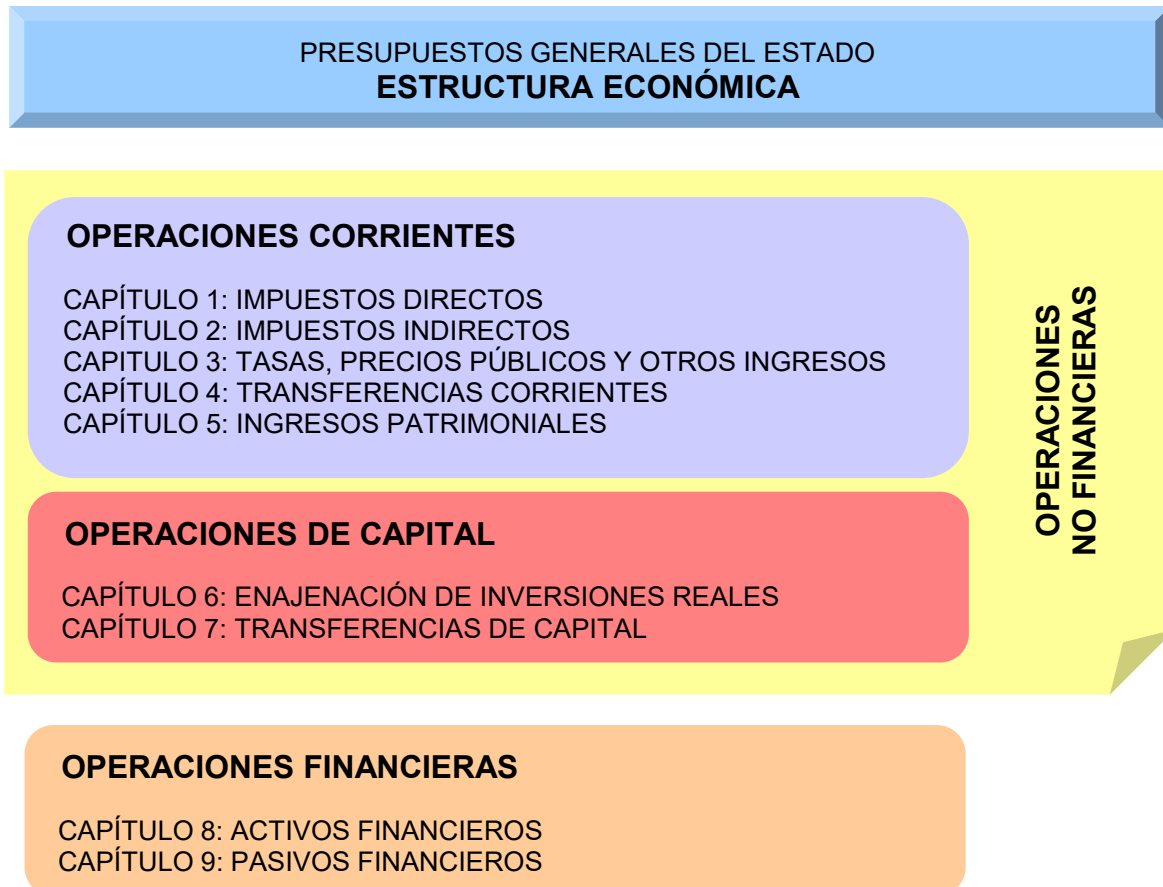 PRESUPUESTOS GENERALES DEL ESTADO
ESTRUCTURA ECONÓMICA
OPERACIONES CORRIENTES
CAPÍTULO 1: IMPUESTOS DIRECTOS
CAPÍTULO 2: IMPUESTOS INDIRECTOS
CAPITULO 3: TASAS, PRECIOS PÚBLICOS Y OTROS INGRESOS
CAPÍTULO 4: TRANSFERENCIAS CORRIENTES
CAPÍTULO 5: INGRESOS PATRIMONIALES
OPERACIONES DE CAPITAL
CAPÍTULO 6: ENAJENACIÓN DE INVERSIONES REALES
CAPÍTULO 7: TRANSFERENCIAS DE CAPITAL
OPERACIONES
NO FINANCIERAS
OPERACIONES FINANCIERAS
CAPÍTULO 8: ACTIVOS FINANCIEROS
CAPÍTULO 9: PASIVOS FINANCIEROS